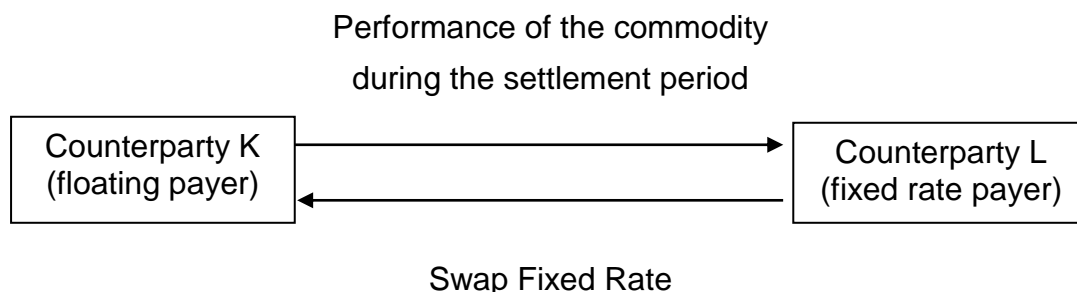 Performance of the commodity
during the settlement period
Counterparty K
(floating payer)
Counterparty L
(fixed rate payer)
Swap Fixed Rate